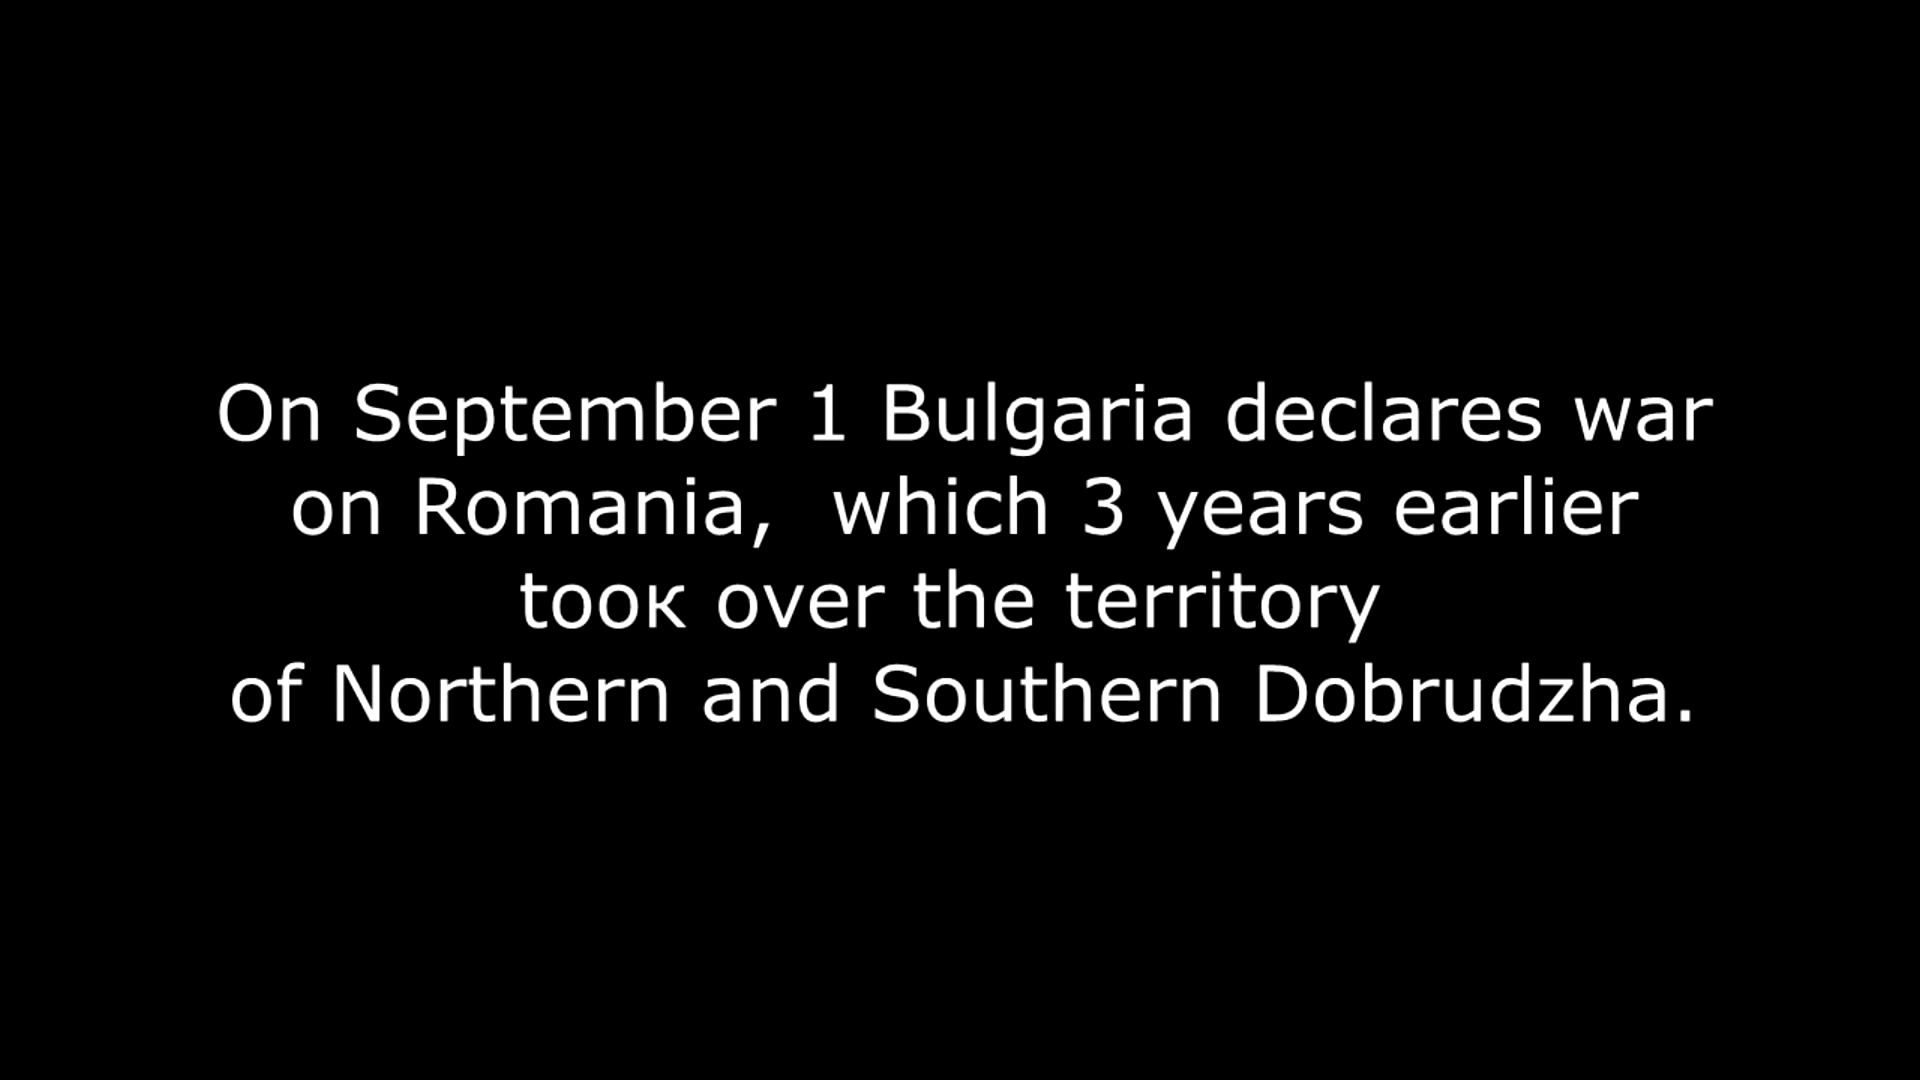 On September 1 Bulgaria declares war
on Romania,  which 3 years earlier
tooк over the territory
of Northern and Southern Dobrudzha.